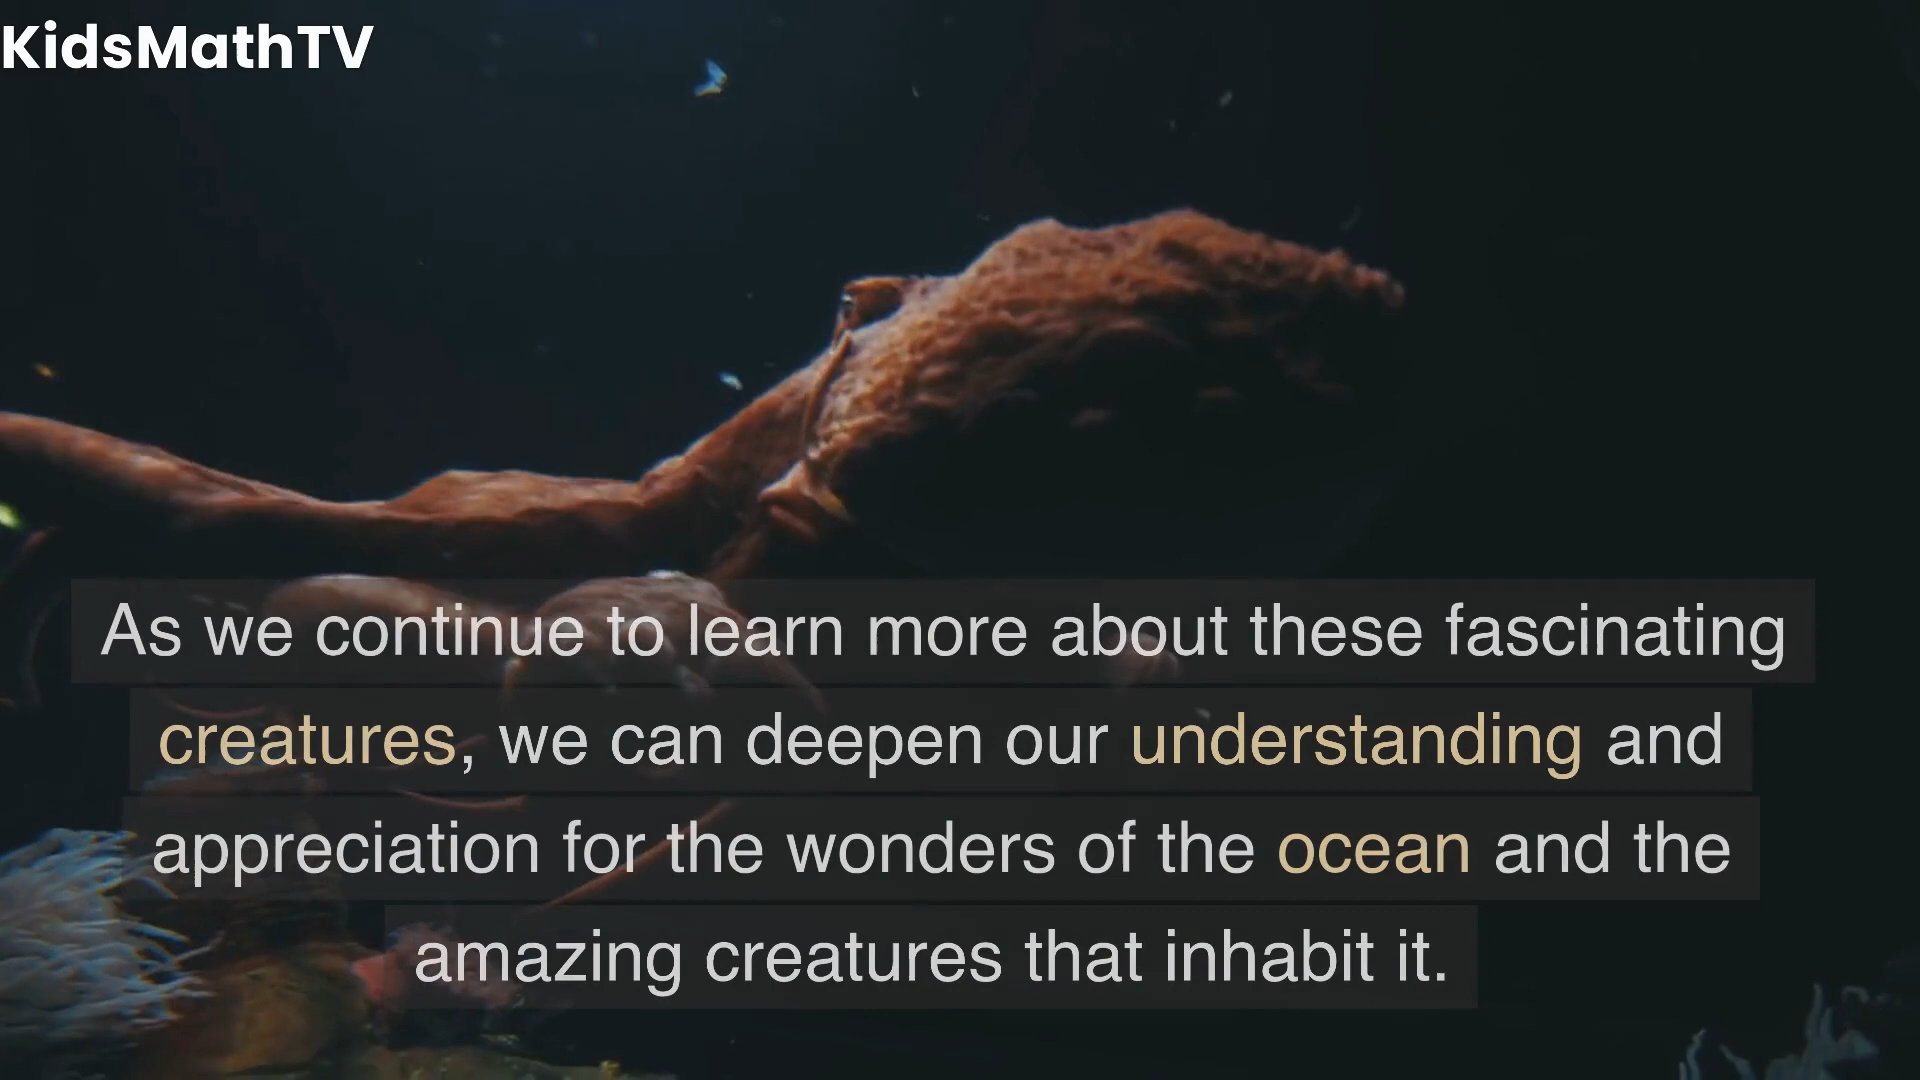 KidsMathTV
As we continue to learn more about these fascinating
creatures, we can deepen our understanding and
appreciation for the wonders of the ocean and the
amazing creatures that inhabit it.